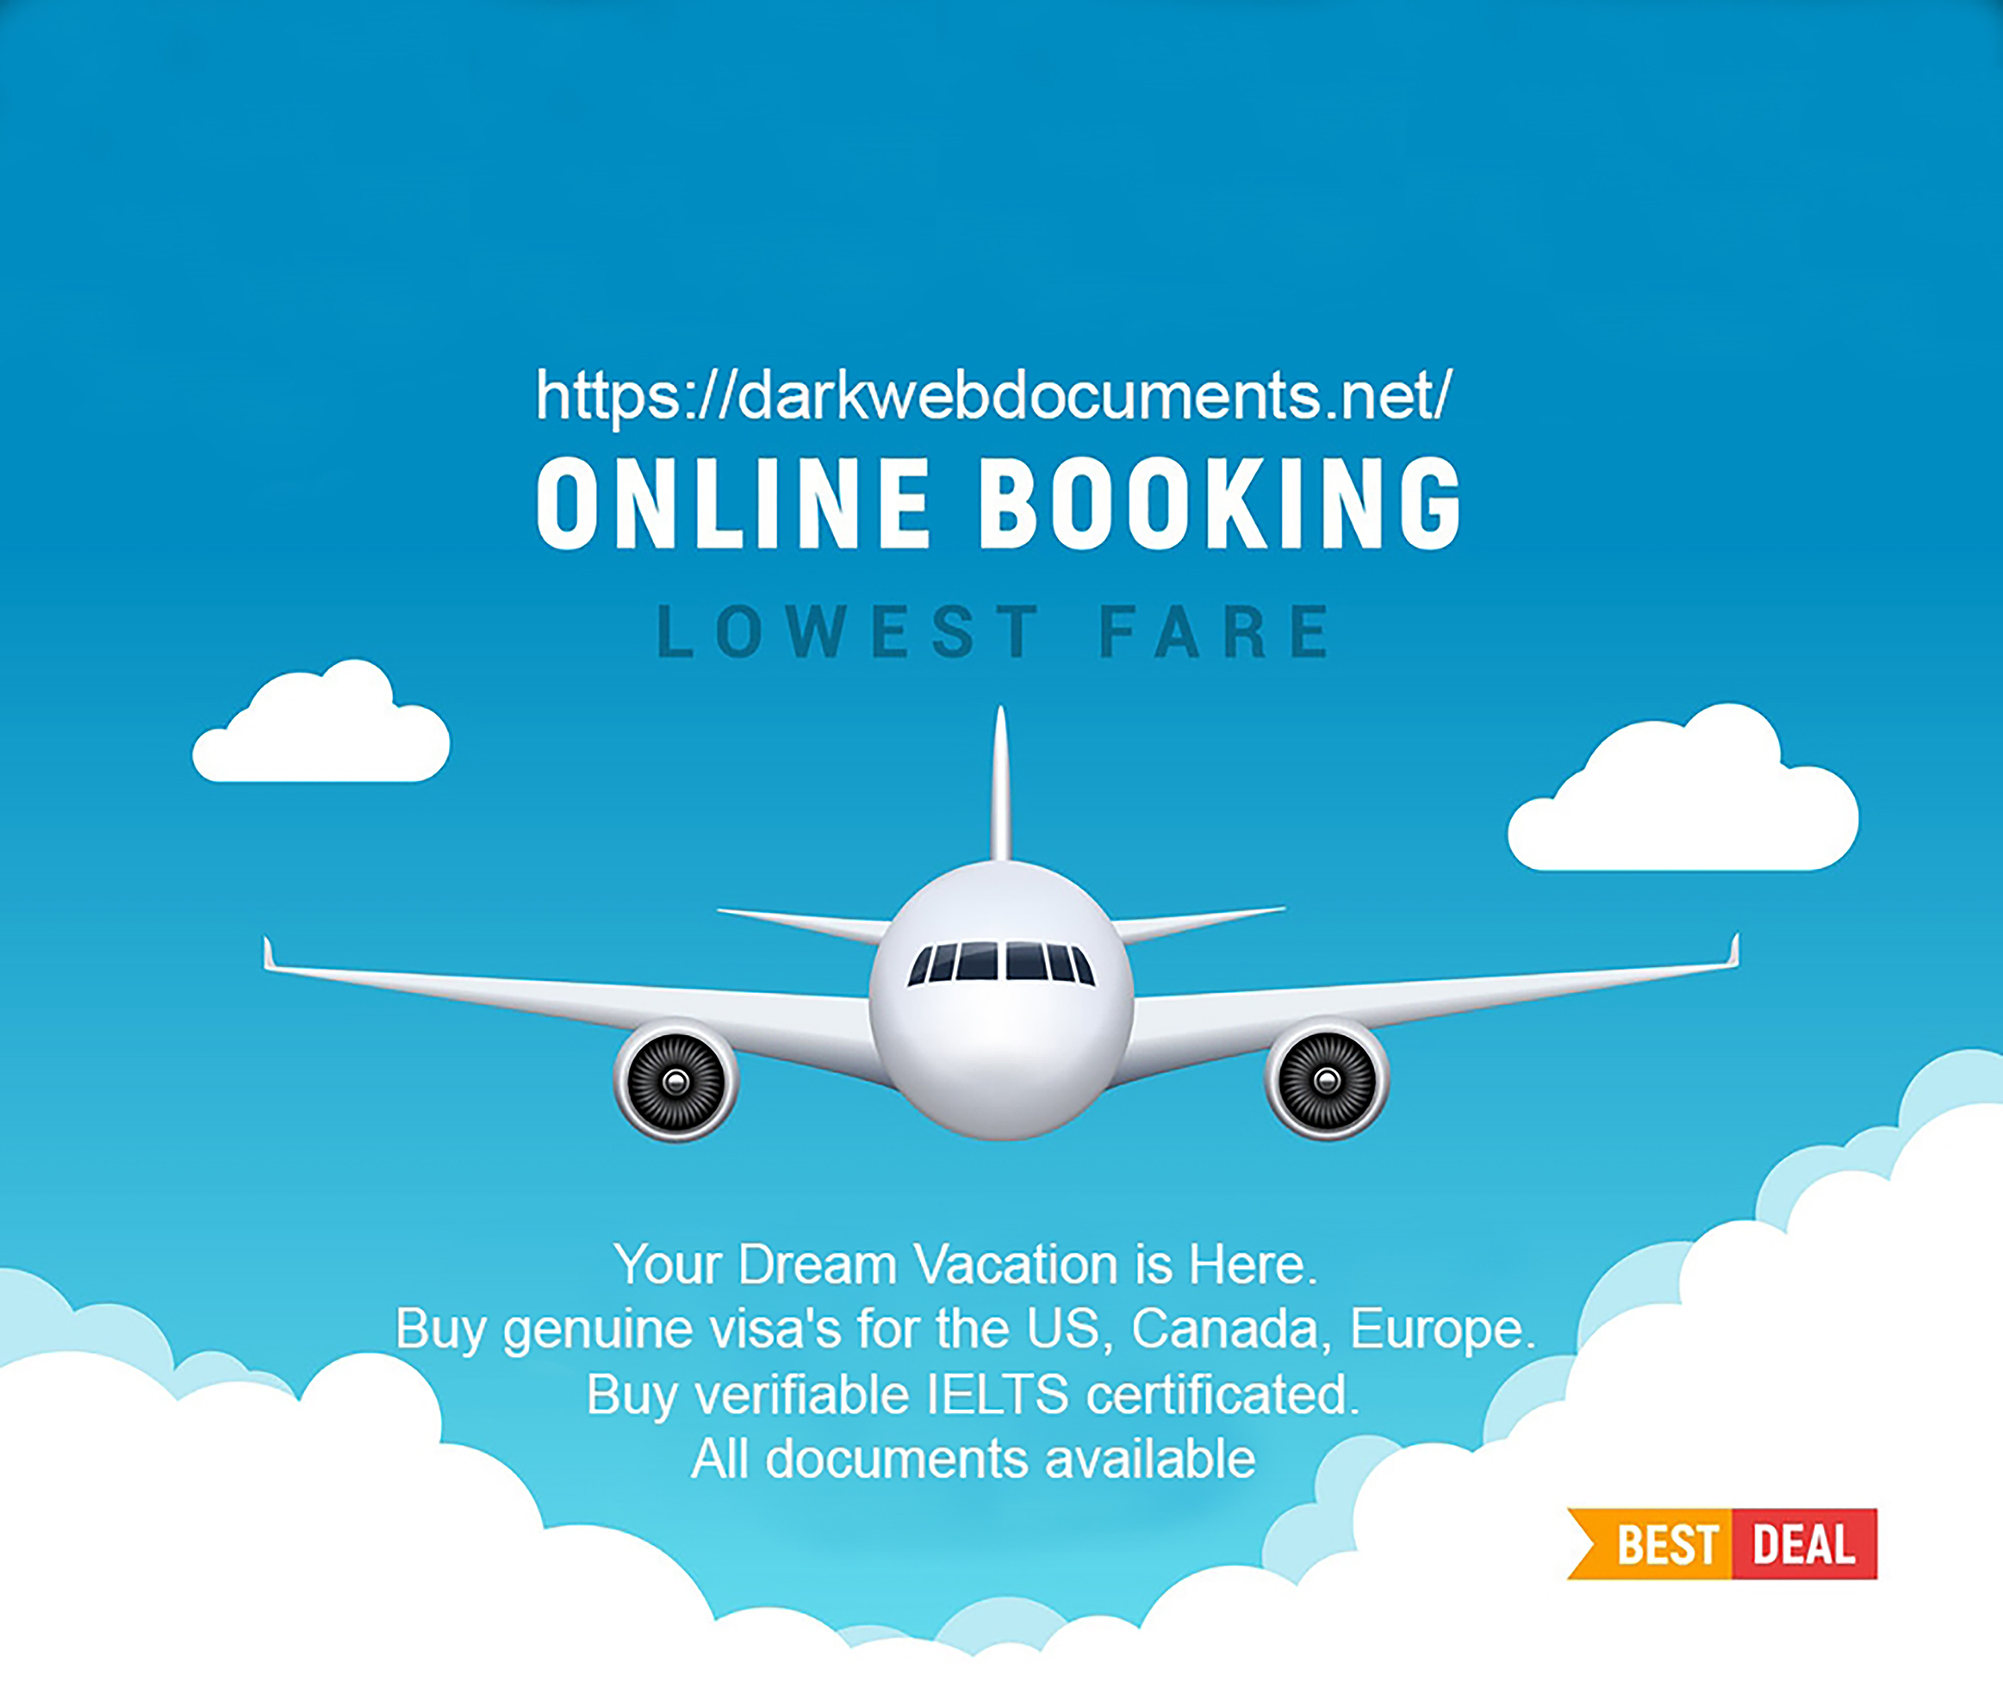 https://darkwebdocuments.net/
ONLINE BOOKING
LOWEST FARE
Your Dream Vacation is Here.
Buy genuine visa's for the US, Canada, Europe.
Buy verifiable IELTS certificated.
All documents available
BEST DEAL